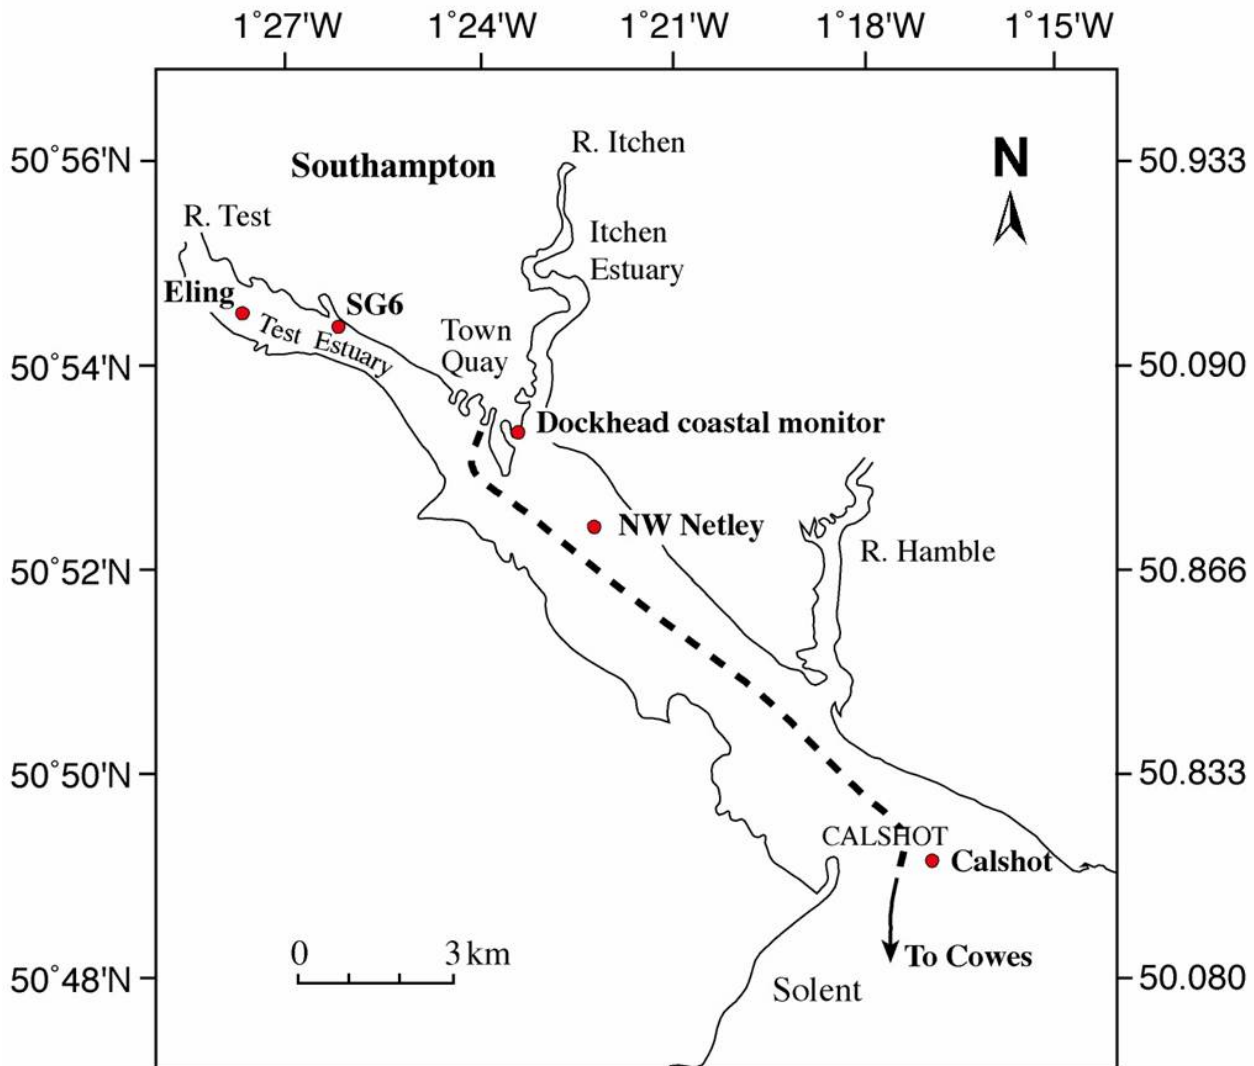 1˚27'W 1˚24'W 1˚21'W 1˚18'W 1˚15'W
R. Itchen
50˚56'N
Southampton
N
50.933
R. Test
Itchen
Estuary
Eling
SG6
Test Estuary
Town
Quay
50˚54'N
50.090
Dockhead coastal monitor
NW Netley
R. Hamble
50˚52'N
50.866
50˚50'N
50.833
CALSHOT
Calshot
0 3 km
To Cowes
50˚48'N
50.080
Solent